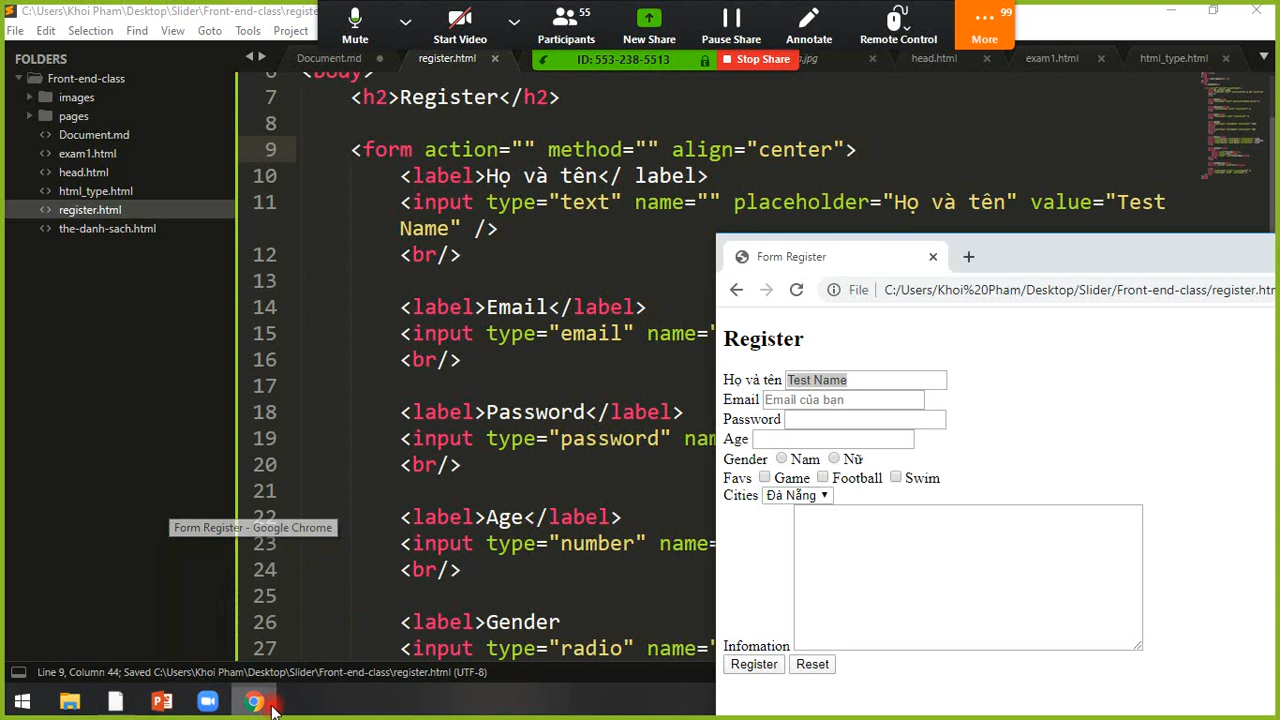 C:\Users\Khoi Pham\Desktop\Slider\Front-end-class\registe
File Edit Selection Find View Goto Tools Project
Mute
Start Video
55
Participants
New Share
Pause Share
Annotate
Remote Control
99
More
ID: 553-238-5513
Stop Share
FOLDERS
Front-end-class
images
pages
Document.md
exam1.html
head.html
html_type.html
register.html
the-danh-sach.html
Document.md
register.html
.jpg
head.html
exam1.html
html_type.html
6 <body>
7 <h2>Register</h2>
8
9 <form action="" method="" align="center">
10 <label>Họ và tên</ label>
11 <input type="text" name="" placeholder="Họ và tên" value="Test
Name" />
12 <br/>
13
14 <label>Email</label>
15 <input type="email" name="
16 <br/>
17
18 <label>Password</label>
19 <input type="password" nam
20 <br/>
21
22 <label>Age</label>
23 <input type="number" name=
24 <br/>
25
26 <label>Gender
27 <input type="radio" name="
Form Register - Google Chrome
Line 9, Column 44; Saved C:\Users\Khoi Pham\Desktop\Slider\Front-end-class\register.html (UTF-8)
Form Register
File C:/Users/Khoi%20Pham/Desktop/Slider/Front-end-class/register.htm
Register
Họ và tên Test Name
Email Email của bạn
Password
Age
Gender Nam Nữ
Favs Game Football Swim
Cities Đà Nẵng
Infomation
Register Reset